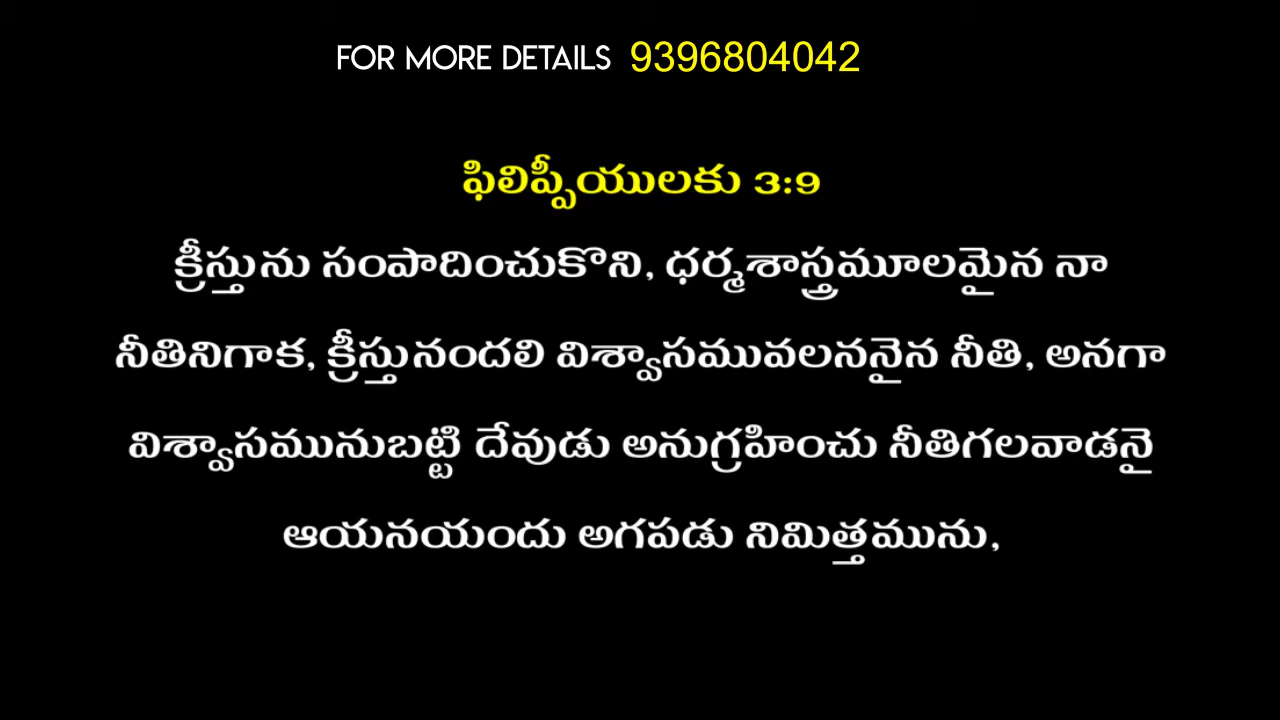 FOR MORE DETAILS 9396804042
ఫిలిప్పీయులకు 3:9
క్రీస్తును సంపాదించుకొని, ధర్మశాస్త్రమూలమైన నా
నీతినిగాక, క్రీస్తునందలి విశ్వాసమువలననైన నీతి, అనగా
విశ్వాసమునుబట్టి దేవుడు అనుగ్రహించు నీతిగలవాడనై
ఆయనయందు అగపడు నిమిత్తమును,